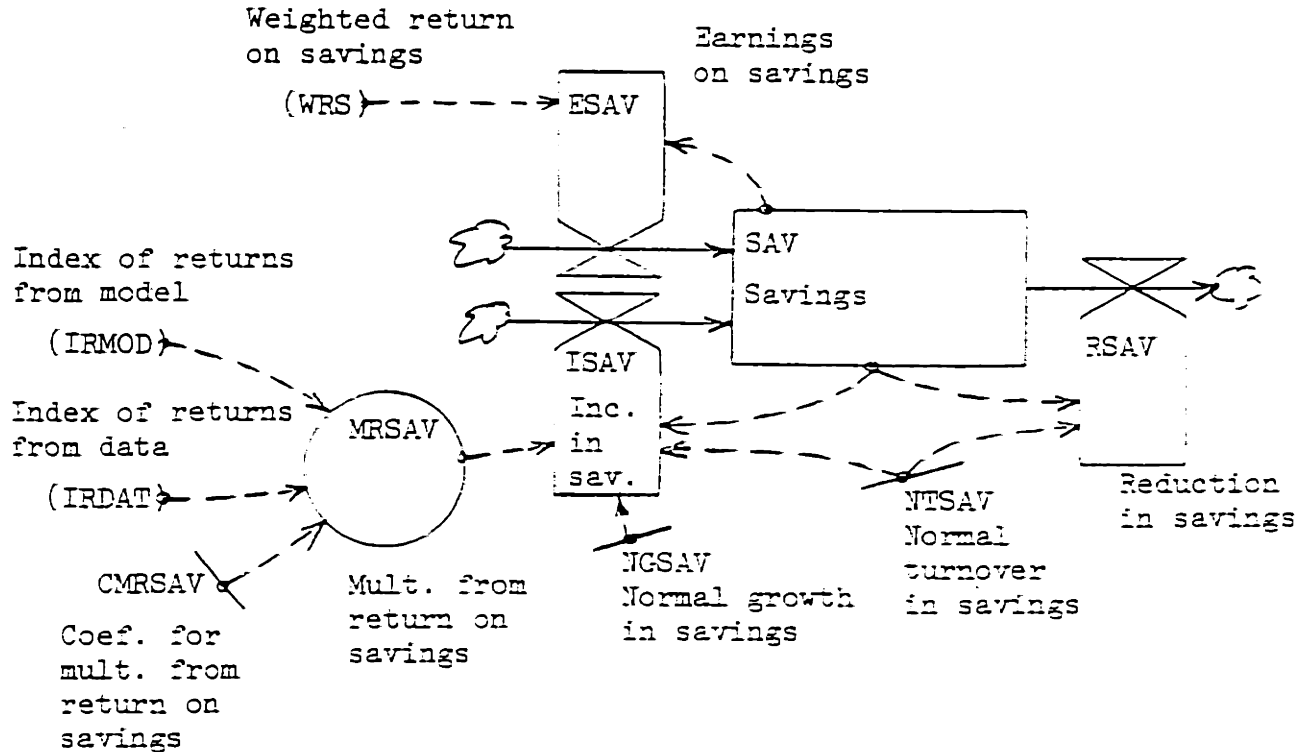 Weighted return
on savings
(WRS)
Earnings
on savings
ESAV
SAV
Savings
Index of returns
from model
(IRMOD)
Index of returns
from data
(IRDAT)
MRSAV
ISAV
Inc.
in
sav.
RSAV
Reduction
in savings
NTSAV
Normal
turnover
in savings
NGSAV
Normal growth
in savings
CMRSAV
Mult. from
return on
savings
Coef. for
mult. from
return on
savings